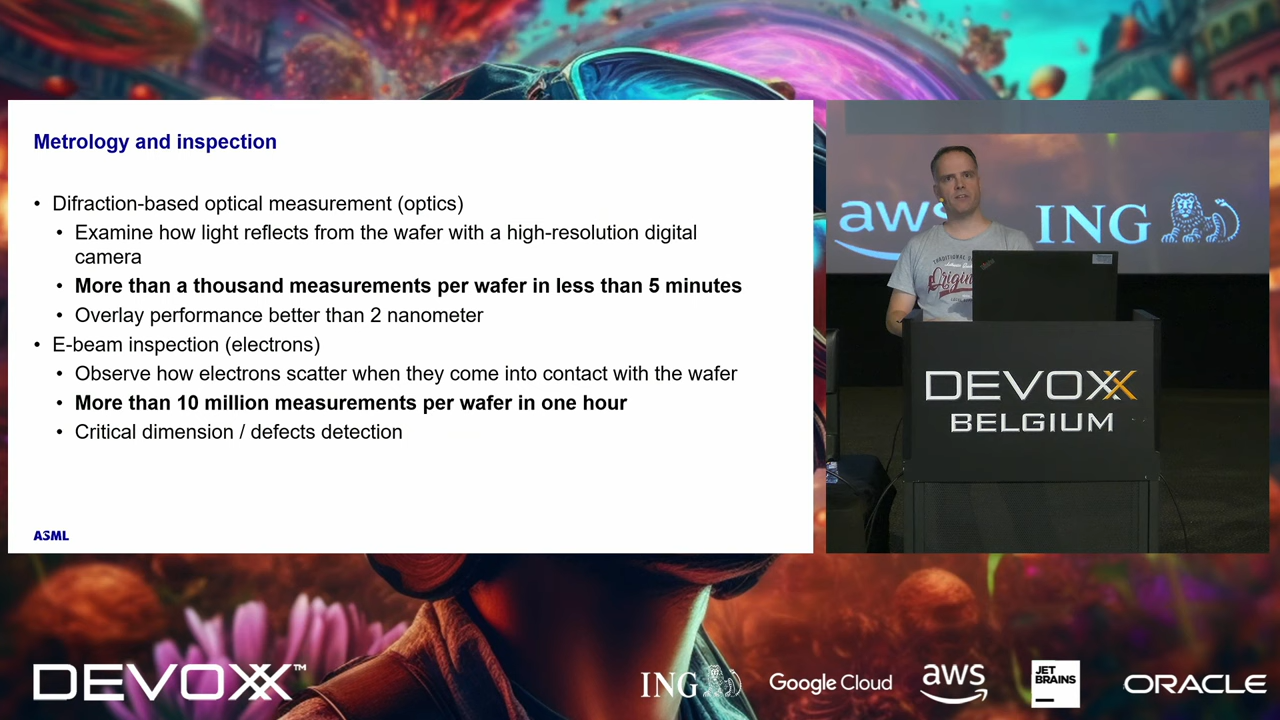 Metrology and inspection
• Difraction-based optical measurement (optics)
• Examine how light reflects from the wafer with a high-resolution digital
camera
• More than a thousand measurements per wafer in less than 5 minutes
• Overlay performance better than 2 nanometer
• E-beam inspection (electrons)
• Observe how electrons scatter when they come into contact with the wafer
• More than 10 million measurements per wafer in one hour
• Critical dimension / defects detection
ASML
aws
ING
Origin
DEVOXX
BELGIUM
DEVOXX™
ING
Google Cloud
aws
JET
BRAINS
ORACLE